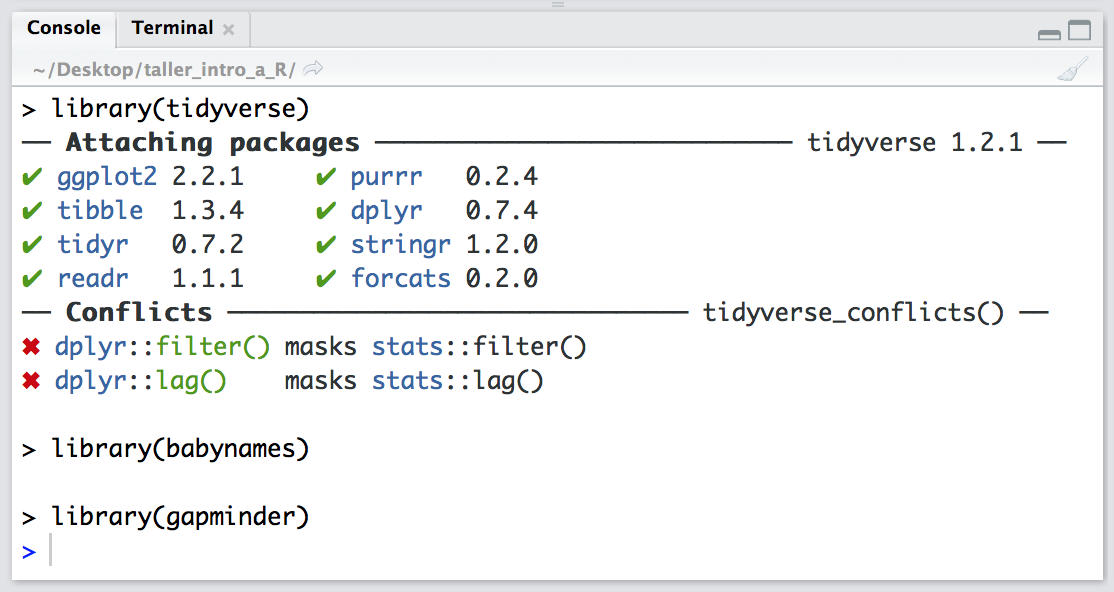 Console Terminal
~/Desktop/taller_intro_a_R/
> library(tidyverse)
── Attaching packages ───────────────────────────── tidyverse 1.2.1 ──
✔ ggplot2 2.2.1     ✔ purrr   0.2.4
✔ tibble  1.3.4     ✔ dplyr   0.7.4
✔ tidyr   0.7.2     ✔ stringr 1.2.0
✔ readr   1.1.1     ✔ forcats 0.2.0
── Conflicts ──────────────────────────────── tidyverse_conflicts() ──
✖ dplyr::filter() masks stats::filter()
✖ dplyr::lag()    masks stats::lag()
> library(babynames)
> library(gapminder)
>